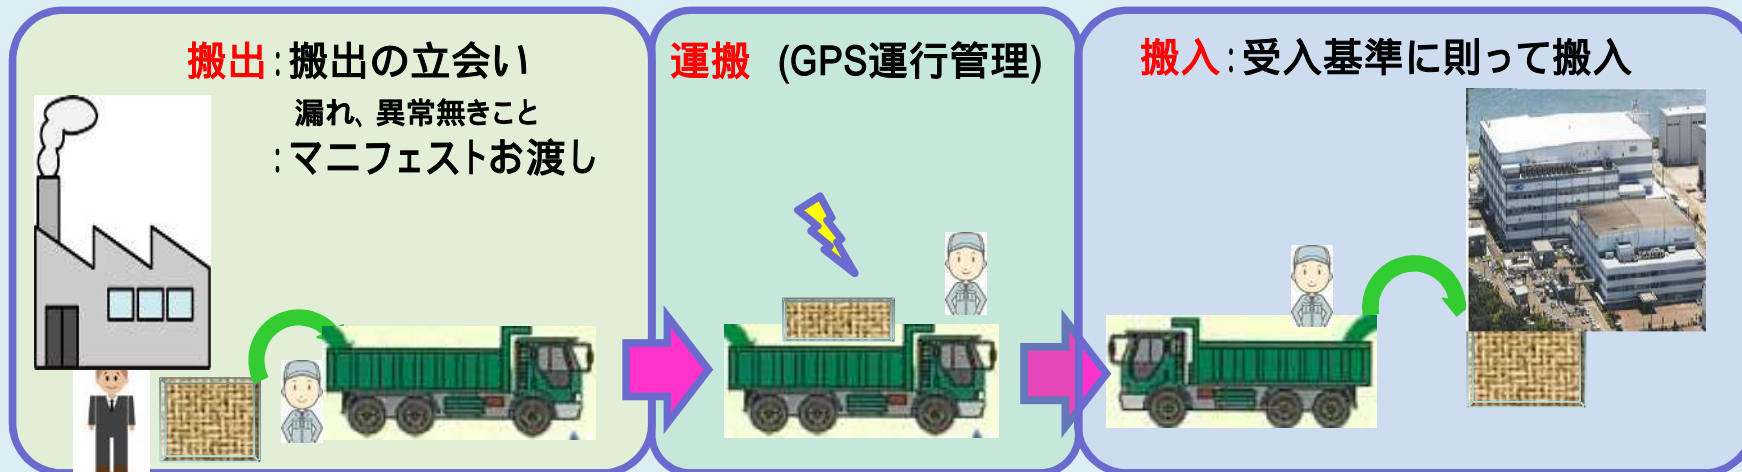 搬出:搬出の立会い
漏れ、異常無きこと
:マニフェストお渡し
運搬 (GPS運行管理)
搬入:受入基準に則って搬入